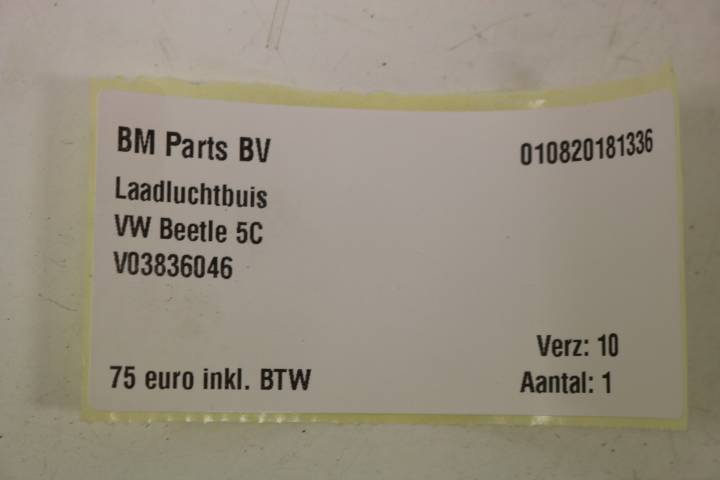 BM Parts BV
010820181336
Laadluchtbuis
VW Beetle 5C
V03836046
Verz: 10
75 euro inkl. BTW
Aantal: 1